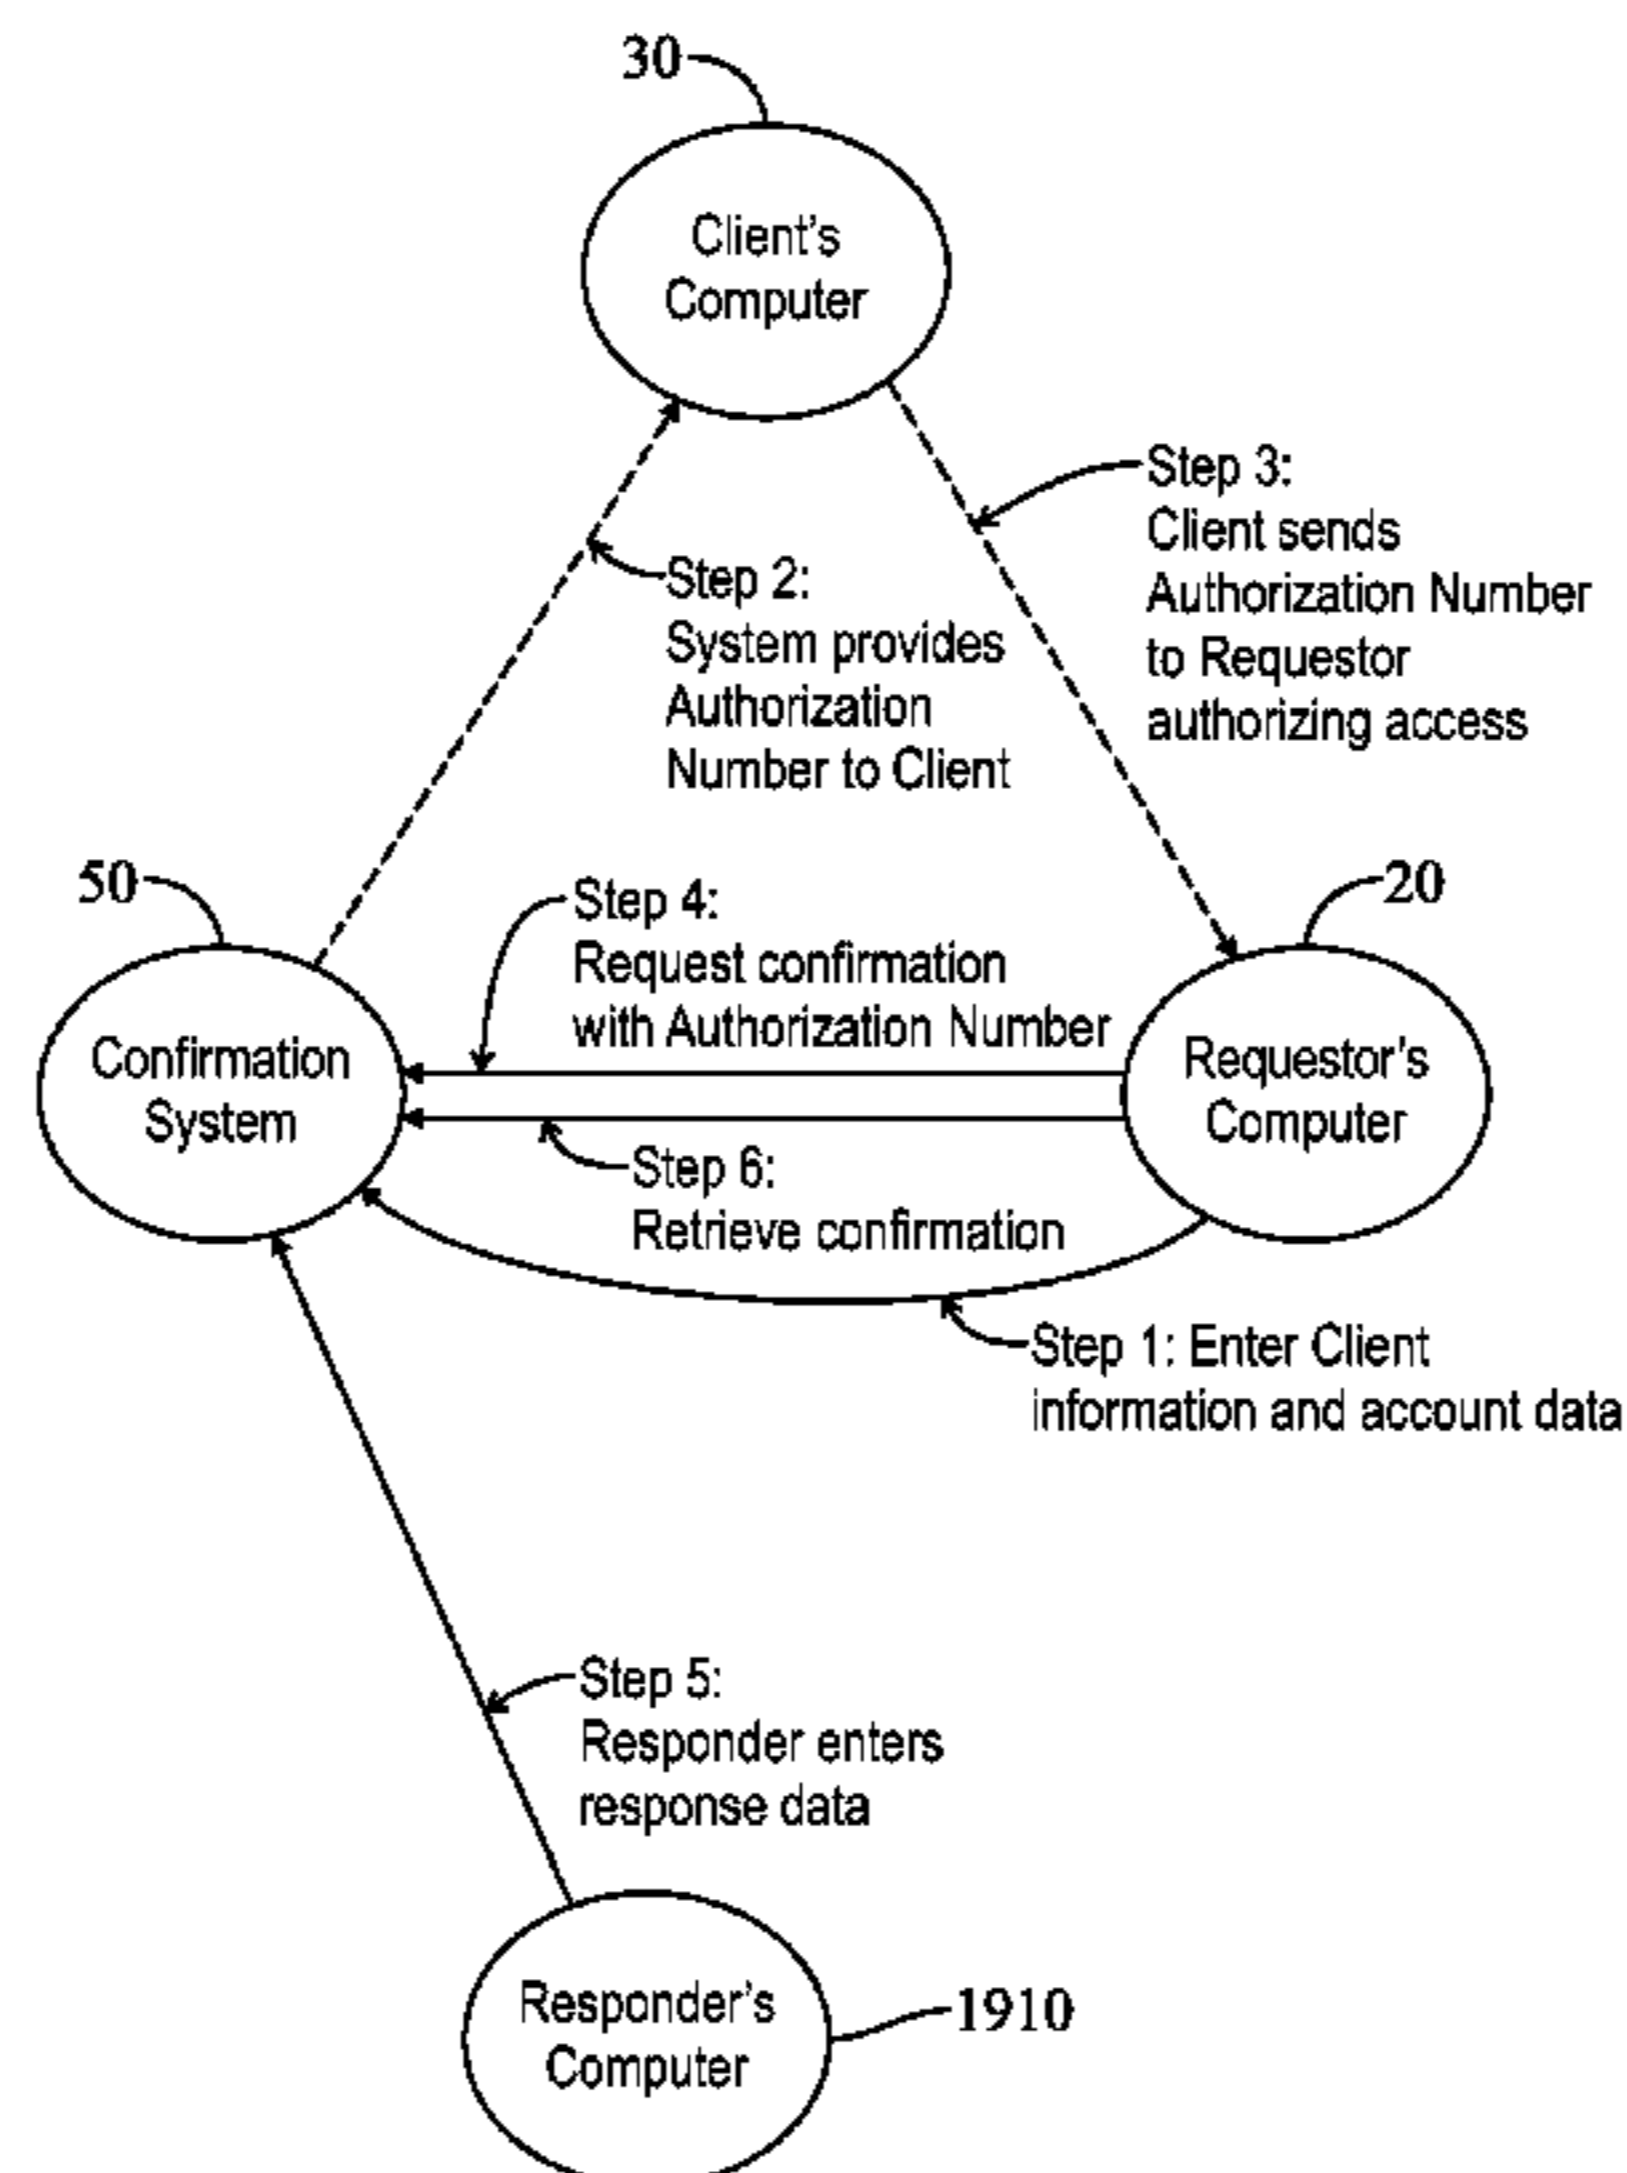 30
Client's
Computer
Step 3:
Client sends
Authorization Number
to Requestor
authorizing access
Step 2:
System provides
Authorization
Number to Client
50
20
Step 4:
Request confirmation
with Authorization Number
Confirmation
System
Requestor's
Computer
Step 6:
Retrieve confirmation
Step 1: Enter Client
information and account data
Step 5:
Responder enters
response data
Responder's
Computer
1910